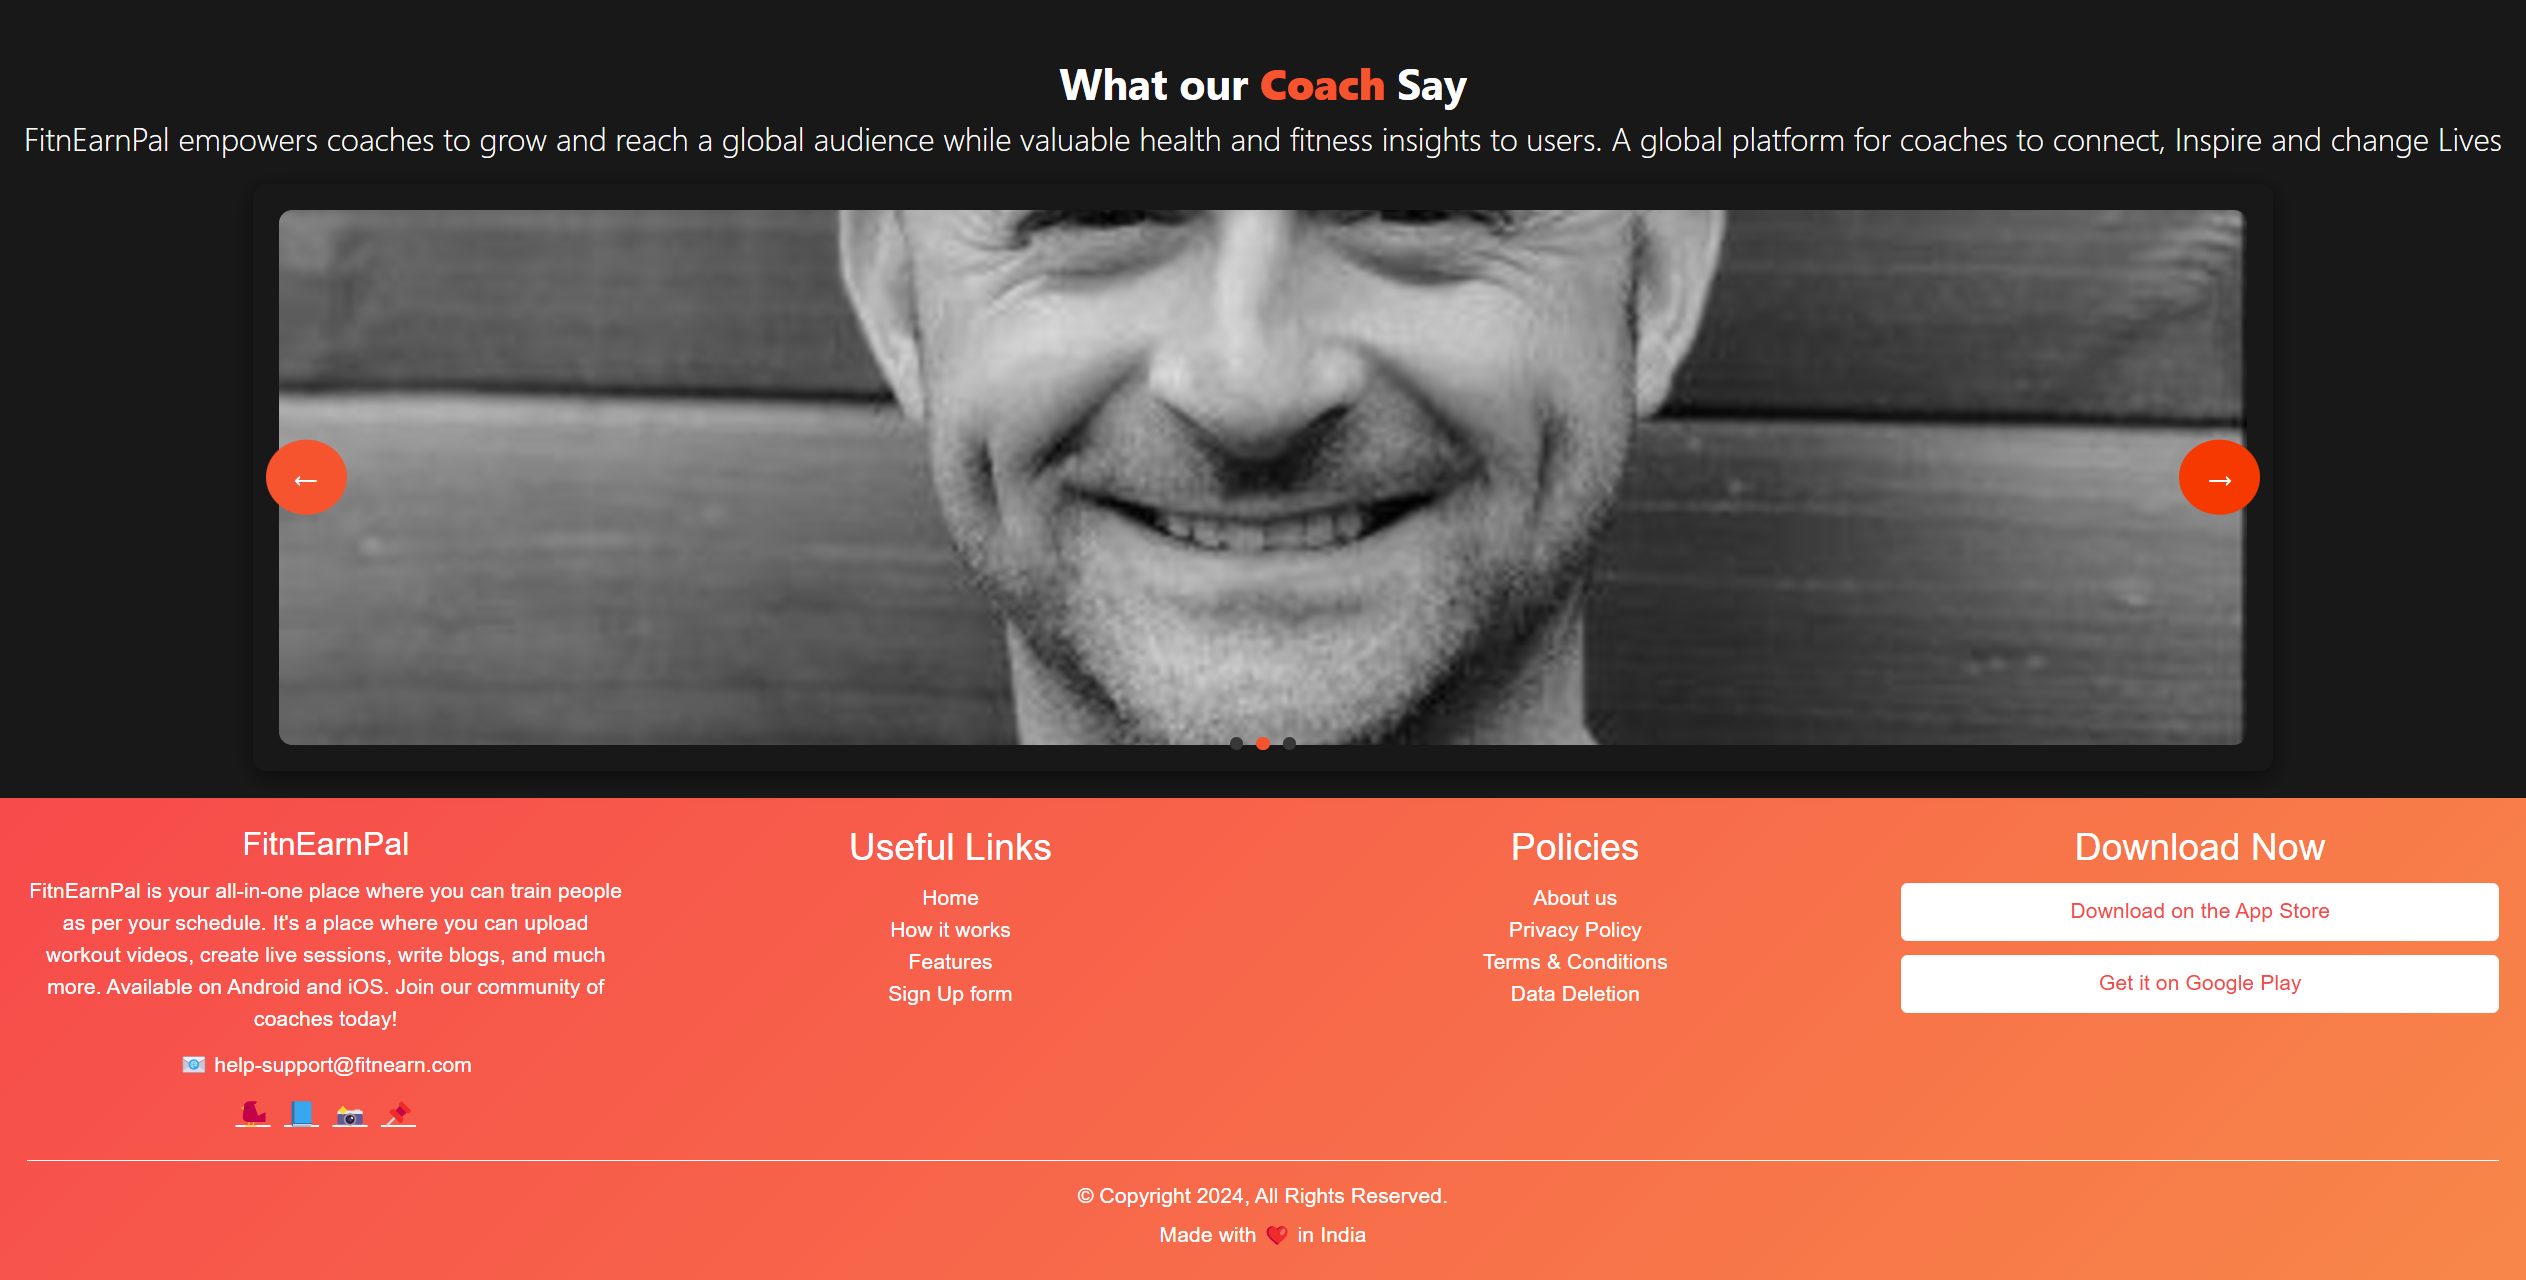 What our Coach Say
FitnEarnPal empowers coaches to grow and reach a global audience while valuable health and fitness insights to users. A global platform for coaches to connect, Inspire and change Lives
←
→
FitnEarnPal
FitnEarnPal is your all-in-one place where you can train people
as per your schedule. It's a place where you can upload
workout videos, create live sessions, write blogs, and much
more. Available on Android and iOS. Join our community of
coaches today!
📧 help-support@fitnearn.com
Useful Links
Home
How it works
Features
Sign Up form
Policies
About us
Privacy Policy
Terms & Conditions
Data Deletion
Download Now
Download on the App Store
Get it on Google Play
© Copyright 2024, All Rights Reserved.
Made with ❤️ in India